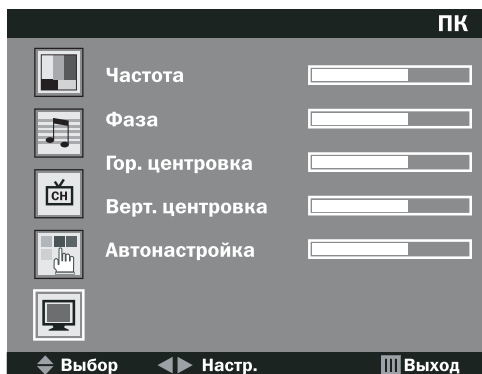 ПК
Частота
Фаза
Гор. центровка
CH
Верт. центровка
Автонастройка
Выбор Настр. Выход